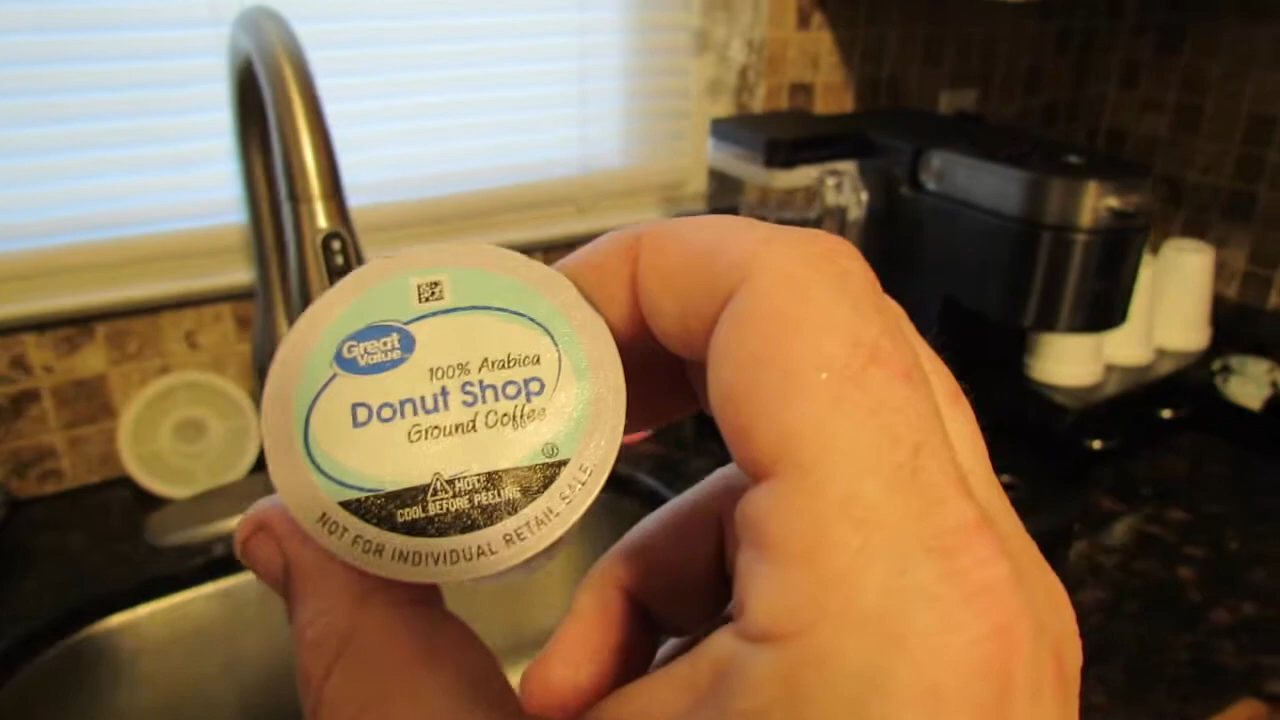 Great
Value
100% Arabica
Donut Shop
Ground Coffee
HOT!
COOL BEFORE PEELING
NOT FOR INDIVIDUAL RETAIL SALE.